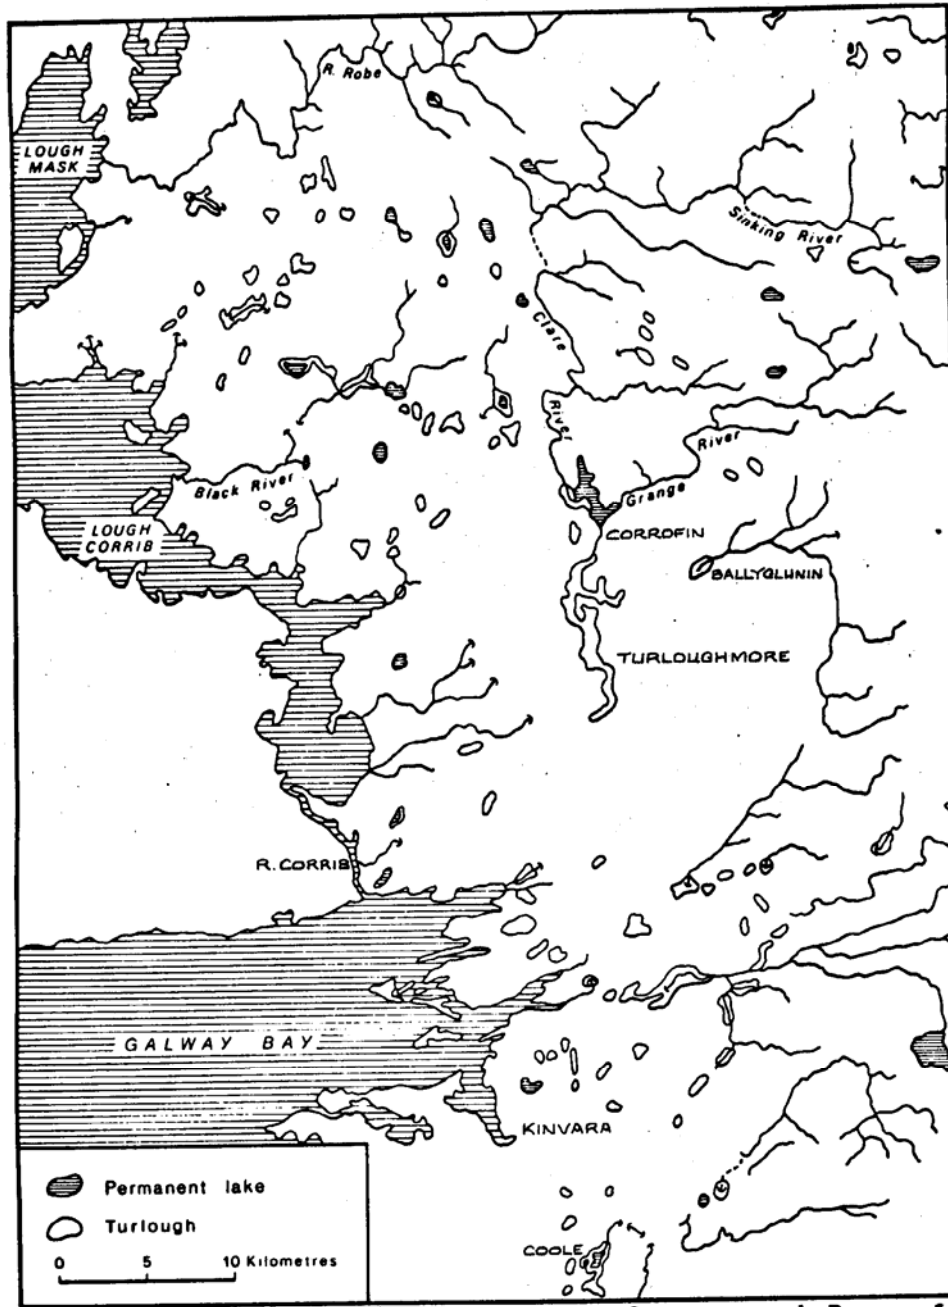 R. Robe
LOUGH
MASK
Sinking River
Clare
River
River
Grange
Black River
CORROFIN
LOUGH
CORRIB
BALLYGLUNIN
TURLOUGHMORE
R. CORRIB
GALWAY BAY
KINVARA
COOLE
Permanent lake
Turlough
0 5 10 Kilometres